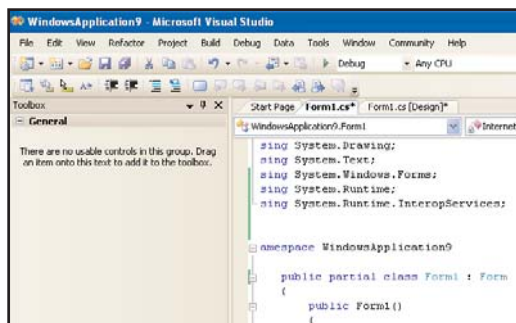 WindowsApplication9 - Microsoft Visual Studio
File Edit View Refactor Project Build Debug Data Tools Window Community Help
Debug Any CPU
Toolbox
General
There are no usable controls in this group. Drag
an item onto this text to add it to the toolbox.
Start Page Form1.cs* Form1.cs [Design]*
WindowsApplication9.Form1 Internet
sing System.Drawing;
sing System.Text;
sing System.Windows.Forms;
sing System.Runtime;
sing System.Runtime.InteropServices;
amespace WindowsApplication9
public partial class Form1 : Form
{
public Form1()
{